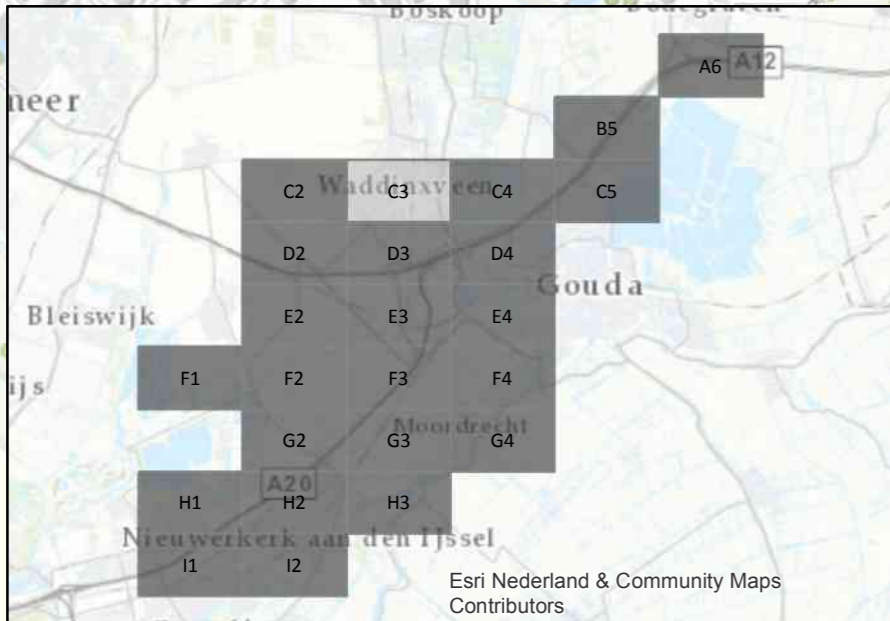 Boskoop
Bodegraven
A6 A12
meer
B5
C2 Waddinxveen C3 C4 C5
D2 D3 D4
Gouda
Bleiswijk E2 E3 E4
F1 F2 F3 F4
ijs
Moordrecht
G2 G3 G4
A20
H1 H2 H3
Nieuwerkerk aan den IJssel
I1 I2
Esri Nederland & Community Maps
Contributors